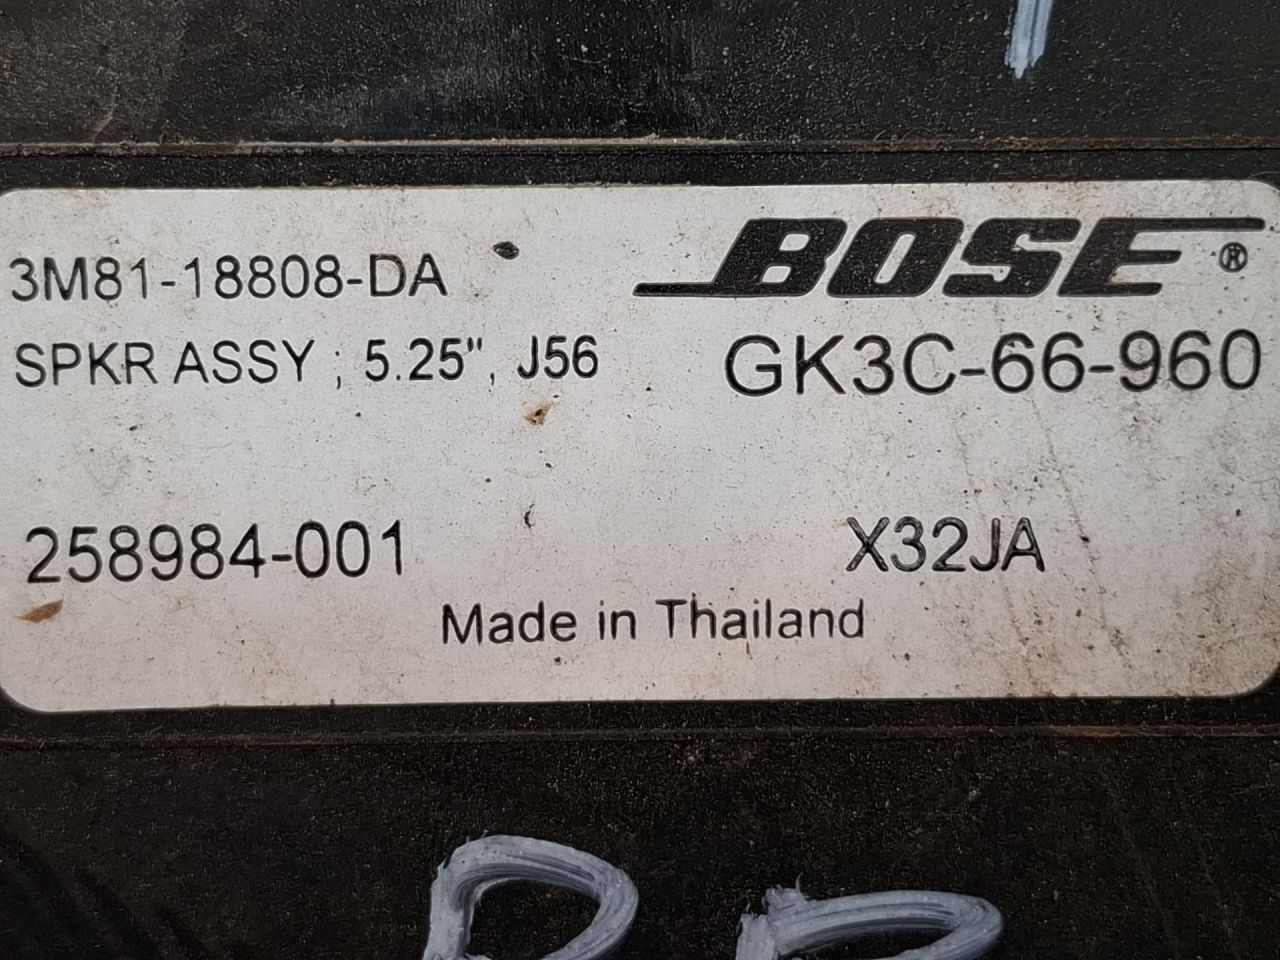 3M81-18808-DA
BOSE®
SPKR ASSY ; 5.25", J56
GK3C-66-960
258984-001
X32JA
Made in Thailand